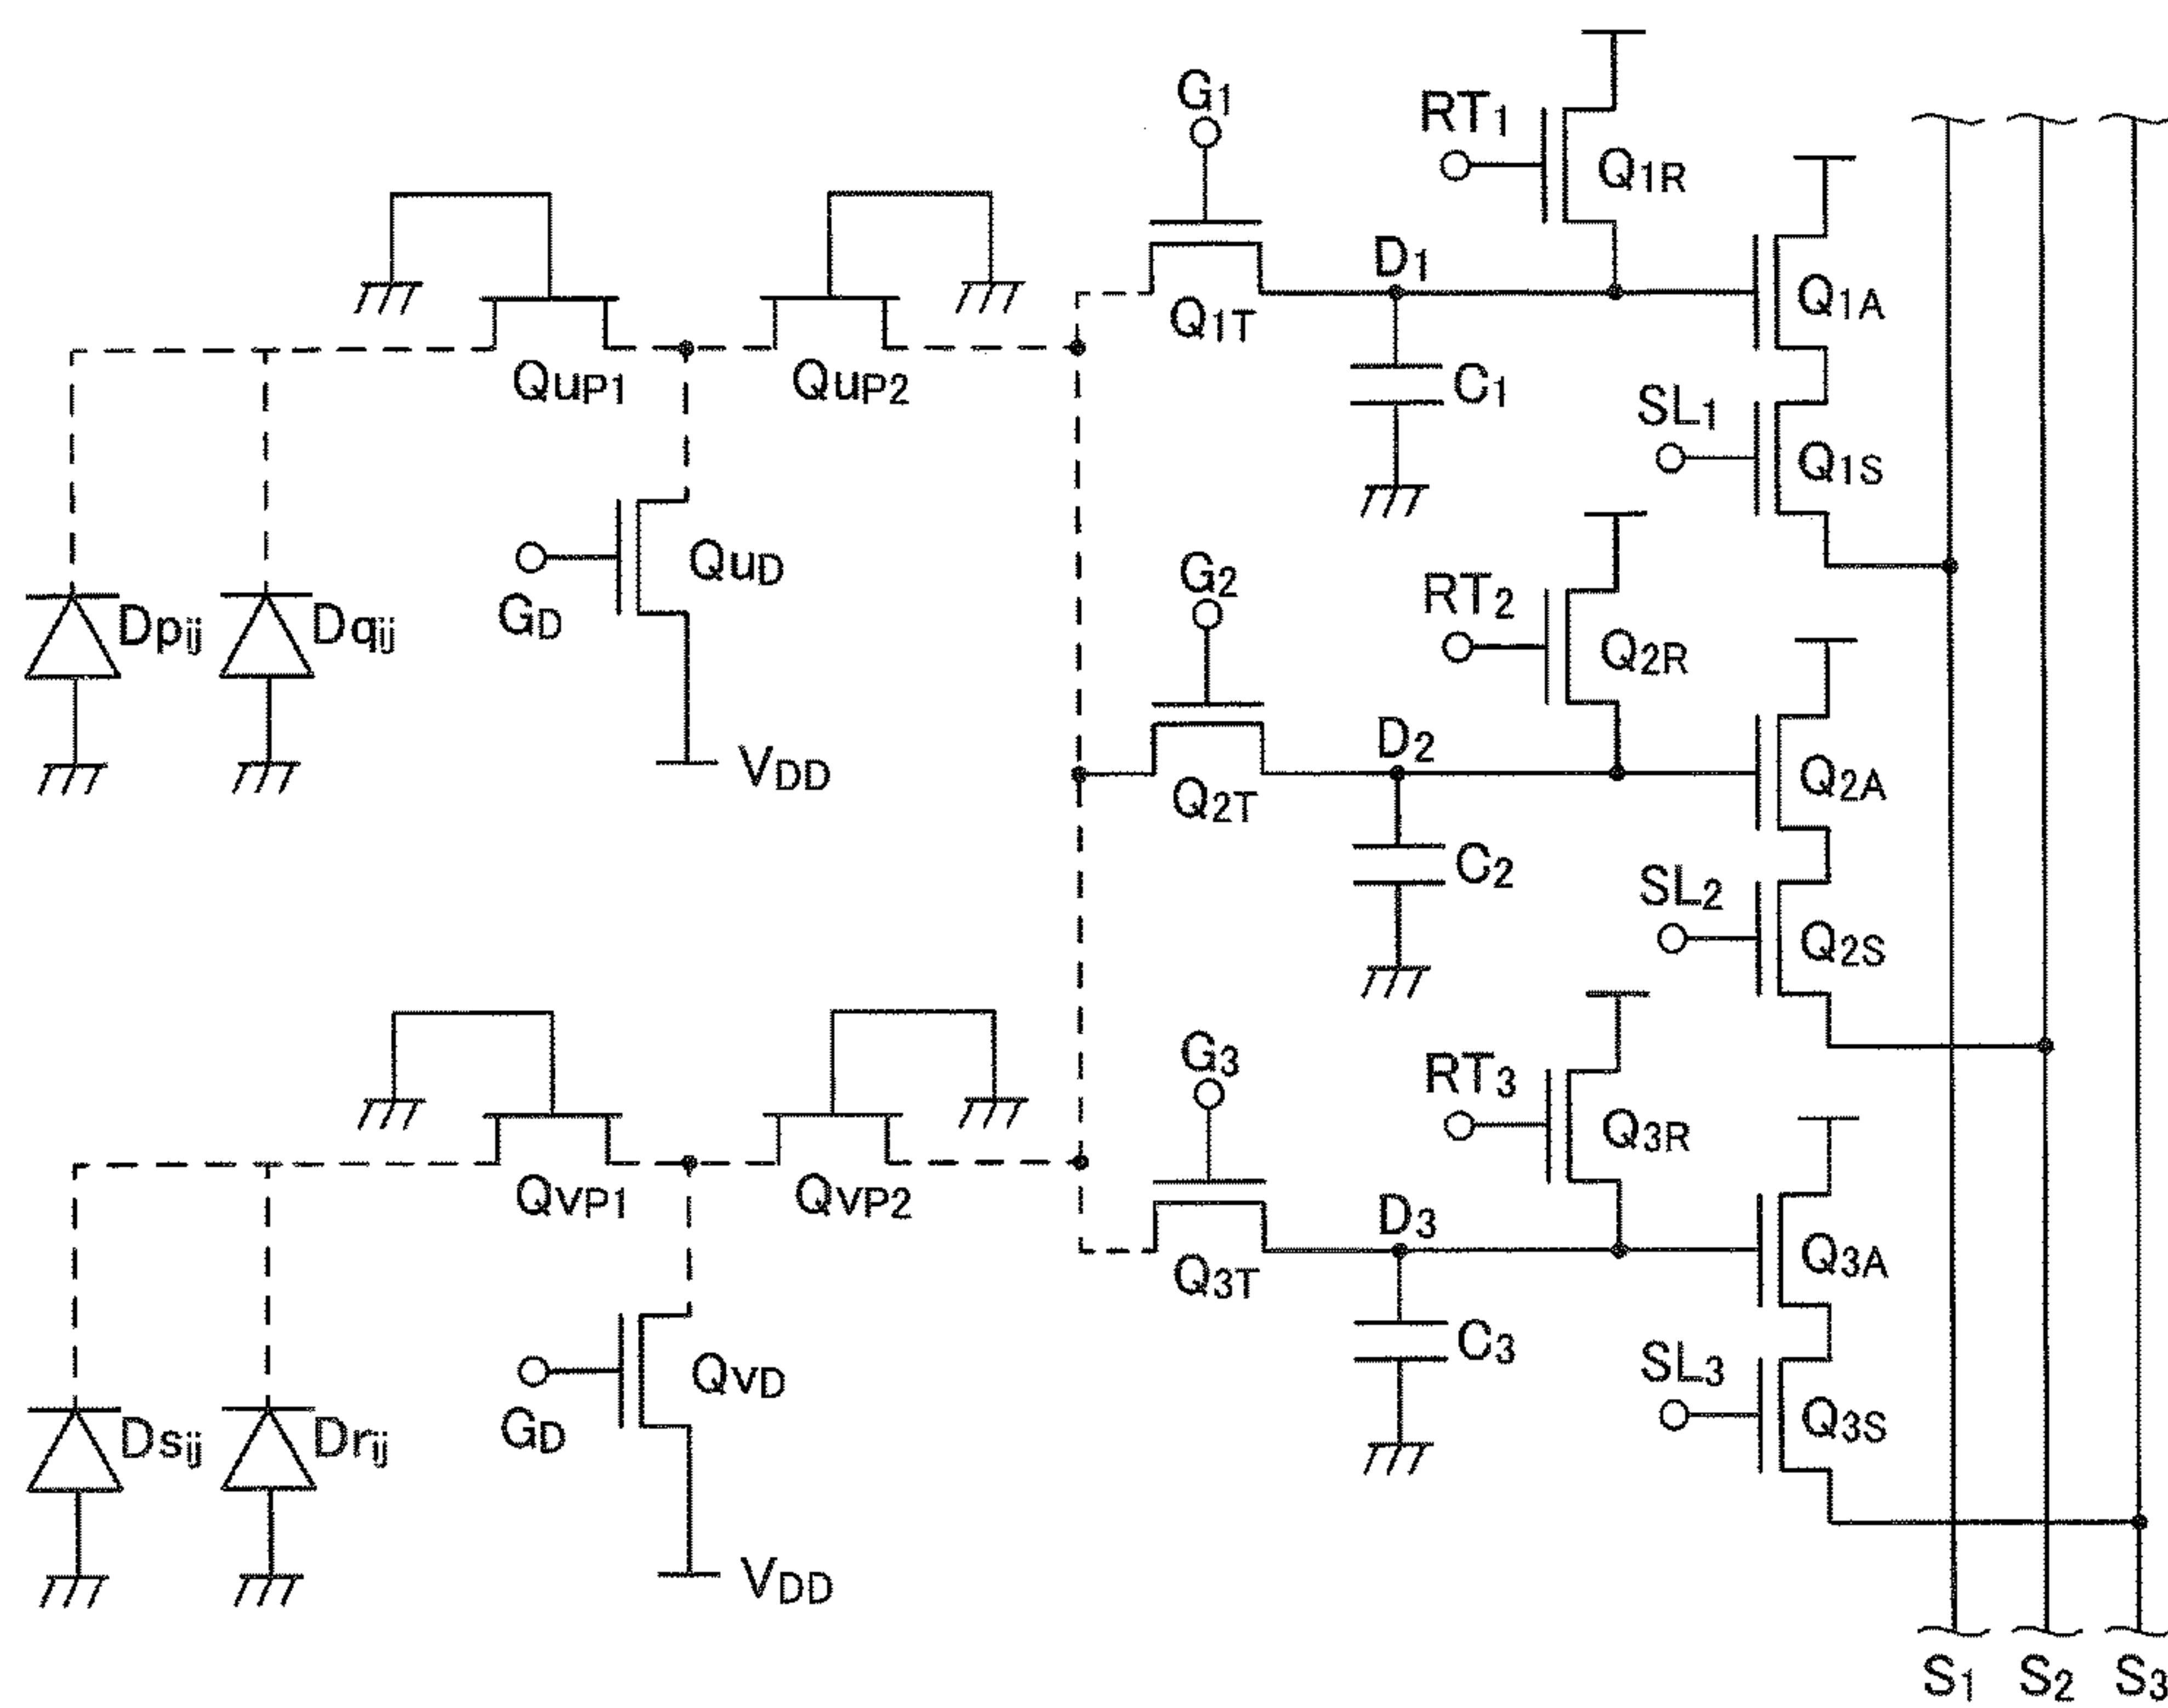 G1
RT1
Q1R
D1
Q1T
Q1A
QuP1
QuP2
C1
SL1
Q1S
QuD
GD
Dpij
Dqij
VDD
G2
RT2
Q2R
D2
Q2T
Q2A
C2
SL2
Q2S
G3
RT3
Q3R
QvP1
QvP2
D3
Q3T
Q3A
C3
SL3
Q3S
QvD
GD
Dsij
Drij
VDD
S1 S2 S3